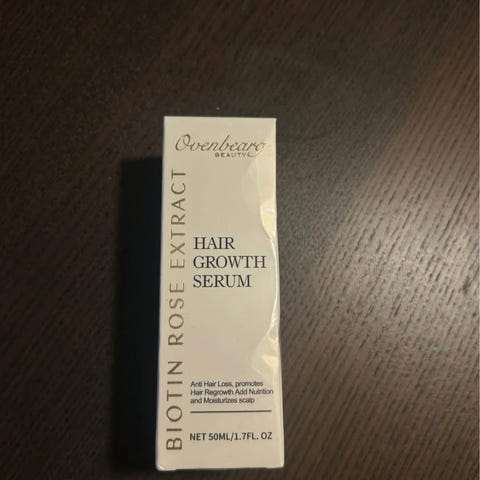 Ovenbearg
BEAUTY
BIOTIN ROSE EXTRACT
HAIR
GROWTH
SERUM
Anti Hair Loss, promotes
Hair Regrowth Add Nutrition
and Moisturizes scalp
NET 50ML/1.7FL. OZ